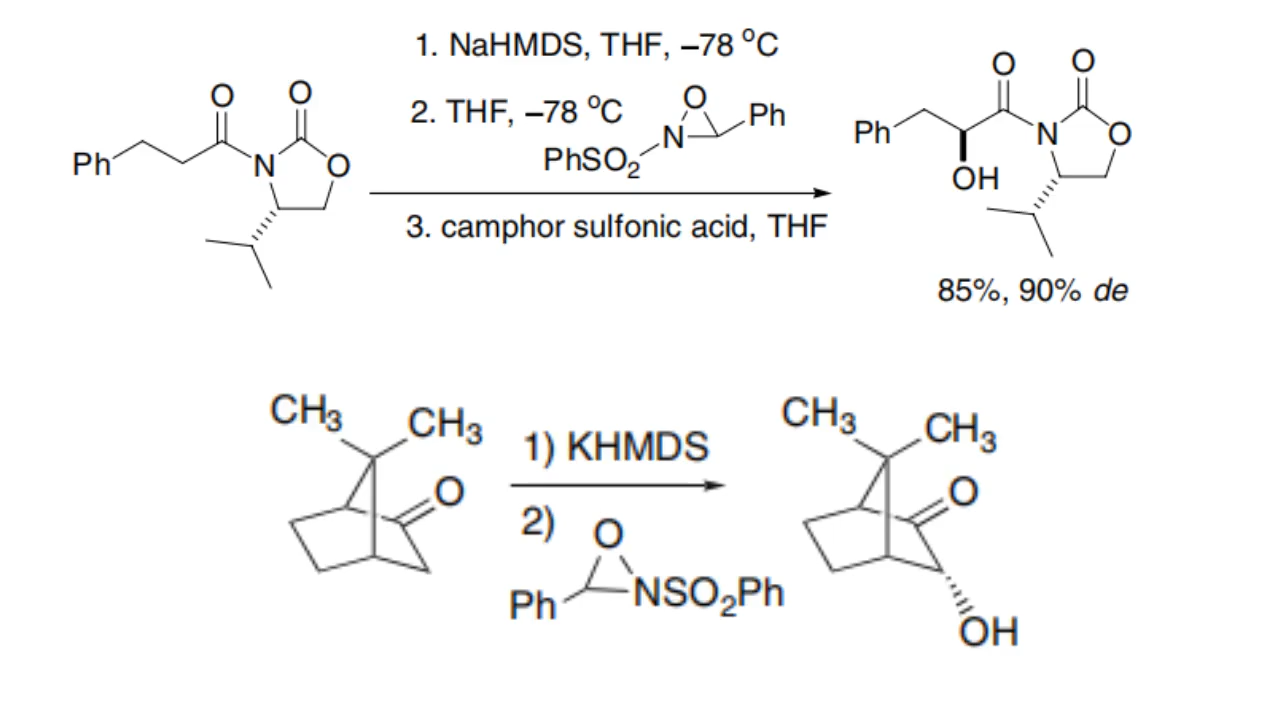 1. NaHMDS, THF, –78 °C
2. THF, –78 °C
O
N
Ph
PhSO₂
3. camphor sulfonic acid, THF
O O
Ph N O
O O
Ph N O
OH
85%, 90% de
CH₃ CH₃
O
1) KHMDS
2)
O
Ph NSO₂Ph
CH₃ CH₃
O
OH